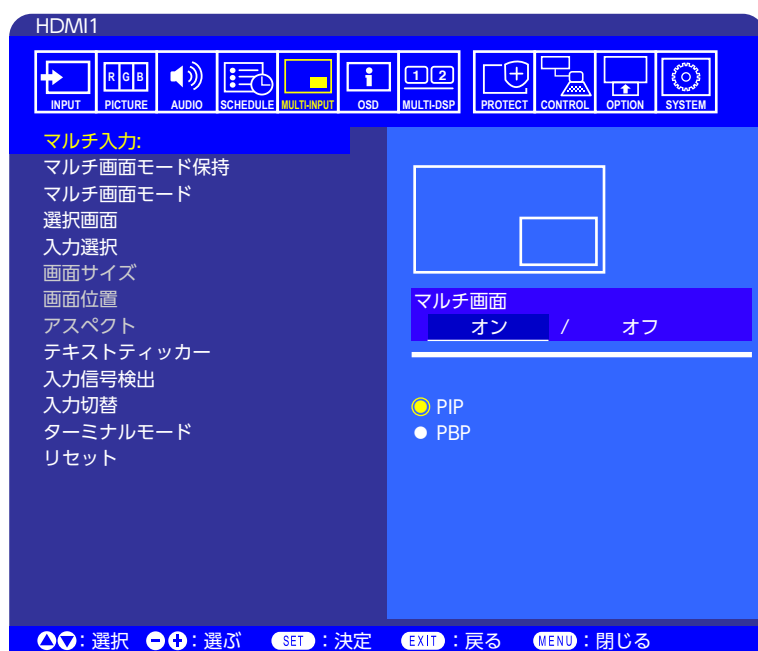 HDMI1
R G B
1 2
INPUT PICTURE AUDIO SCHEDULE MULTI-INPUT OSD MULTI-DSP PROTECT CONTROL OPTION SYSTEM
マルチ入力:
マルチ画面モード保持
マルチ画面モード
選択画面
入力選択
画面サイズ
画面位置
アスペクト
テキストティッカー
入力信号検出
入力切替
ターミナルモード
リセット
マルチ画面
オン / オフ
PIP
PBP
:選択 :選ぶ SET:決定 EXIT:戻る MENU:閉じる